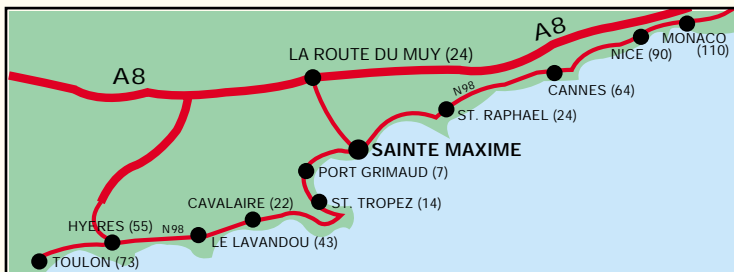 A8
MONACO
(110)
NICE (90)
LA ROUTE DU MUY (24)
A8
CANNES (64)
N98
ST. RAPHAEL (24)
SAINTE MAXIME
PORT GRIMAUD (7)
CAVALAIRE (22)
ST. TROPEZ (14)
HYERES (55)
N98
LE LAVANDOU (43)
TOULON (73)